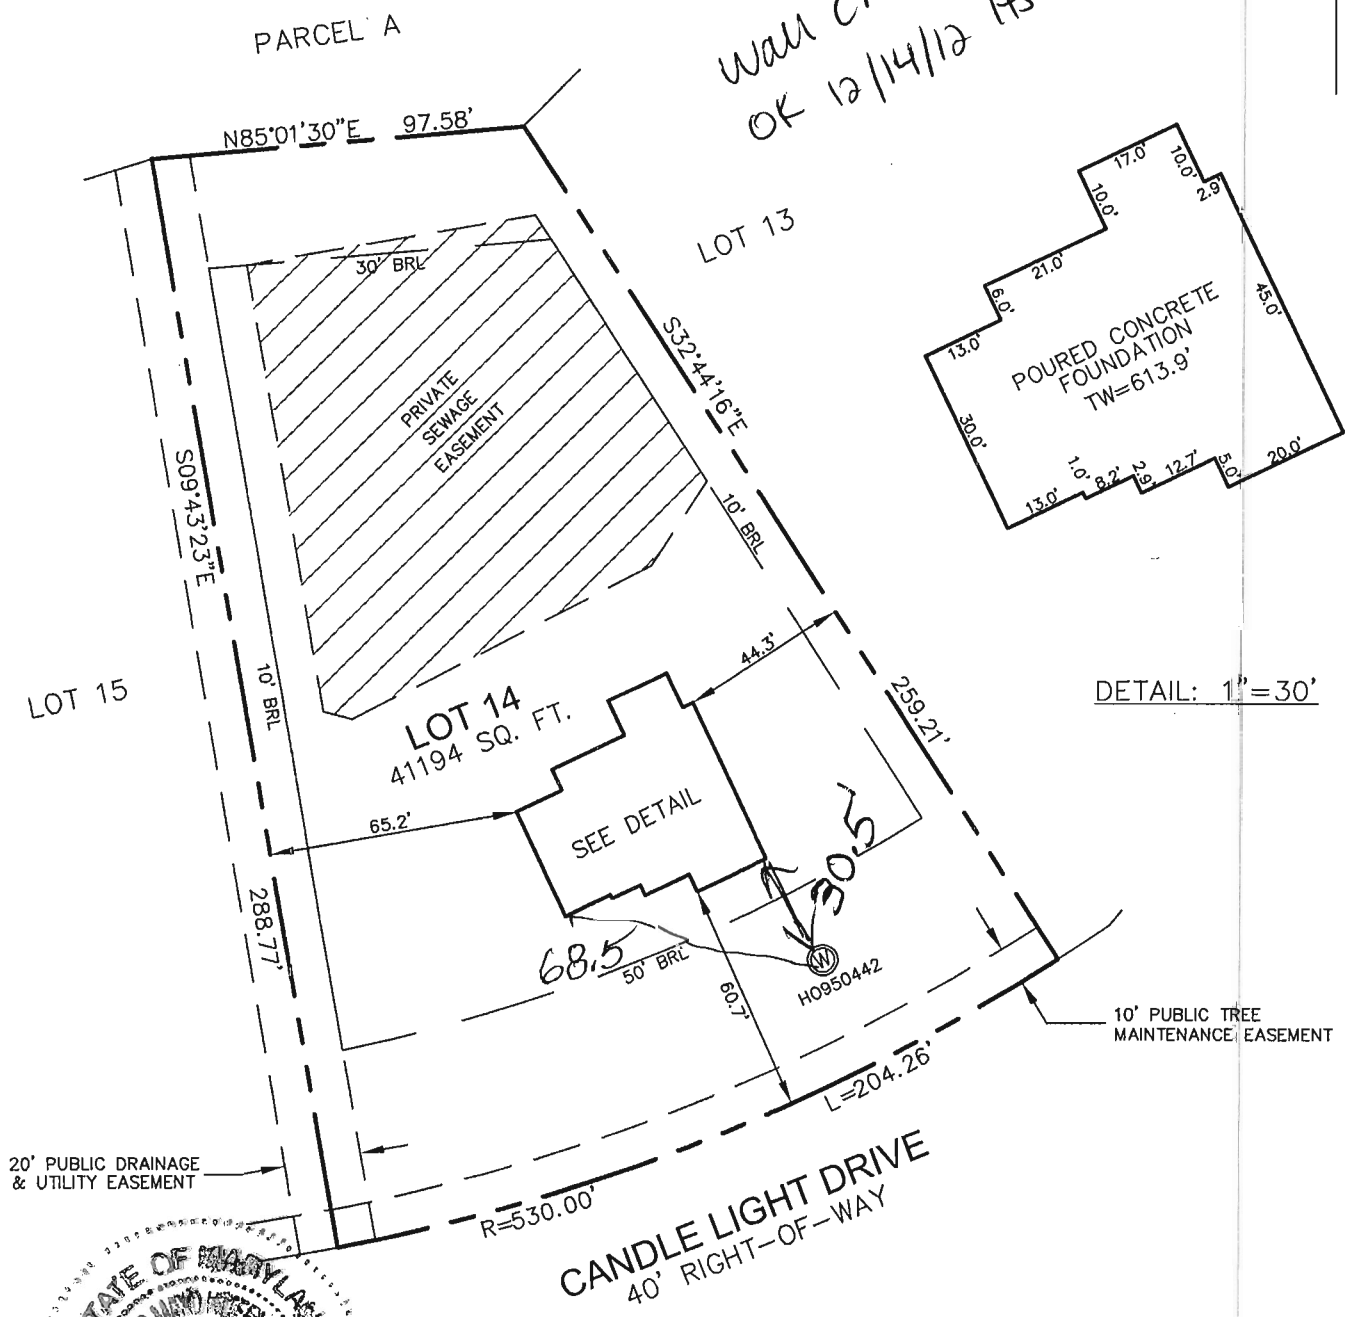 PARCEL A
Wall
OK 12/14/12
N85°01'30"E 97.58'
LOT 13
30' BRL
PRIVATE
SEWAGE
EASEMENT
S32°44'16"E
259.21'
S09°43'23"E
288.77'
10' BRL
10' BRL
LOT 15
LOT 14
41194 SQ. FT.
44.3'
65.2'
SEE DETAIL
30.5'
68.5
50' BRL
60.7'
W
HO950442
17.0'
10.0'
2.9'
10.0'
21.0'
6.0'
13.0'
45.0'
POURED CONCRETE
FOUNDATION
TW=613.9'
30.0'
13.0'
1.0'
8.2'
2.9'
12.7'
5.0'
20.0'
DETAIL: 1"=30'
10' PUBLIC TREE
MAINTENANCE EASEMENT
L=204.26'
R=530.00'
20' PUBLIC DRAINAGE
& UTILITY EASEMENT
CANDLE LIGHT DRIVE
40' RIGHT-OF-WAY
STATE OF MARYLAN